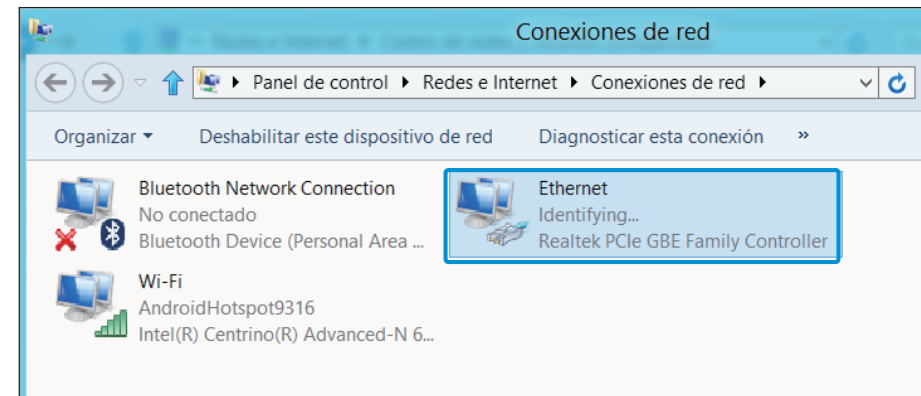 Conexiones de red
Panel de control Redes e Internet Conexiones de red
Organizar Deshabilitar este dispositivo de red Diagnosticar esta conexión »
Bluetooth Network Connection
No conectado
Bluetooth Device (Personal Area ...
Ethernet
Identifying...
Realtek PCIe GBE Family Controller
Wi-Fi
AndroidHotspot9316
Intel(R) Centrino(R) Advanced-N 6...